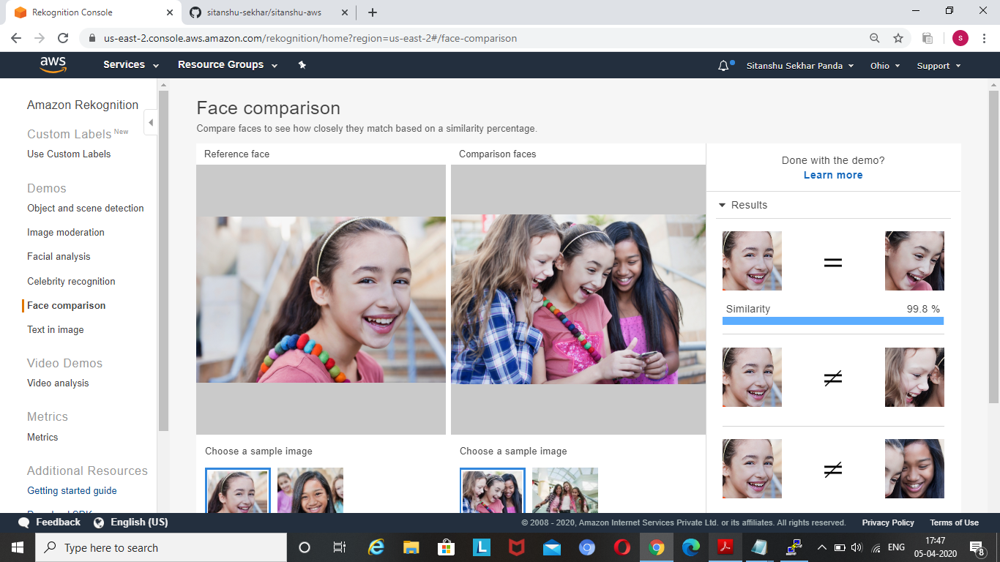 Rekognition Console
sitanshu-sekhar/sitanshu-aws
us-east-2.console.aws.amazon.com/rekognition/home?region=us-east-2#/face-comparison
s
aws
Services
Resource Groups
Sitanshu Sekhar Panda
Ohio
Support
Amazon Rekognition
Custom Labels New
Use Custom Labels
Demos
Object and scene detection
Image moderation
Facial analysis
Celebrity recognition
Face comparison
Text in image
Video Demos
Video analysis
Metrics
Metrics
Additional Resources
Getting started guide
Face comparison
Compare faces to see how closely they match based on a similarity percentage.
Reference face
Comparison faces
Choose a sample image
Choose a sample image
Done with the demo?
Learn more
Results
=
Similarity 99.8 %
≠
≠
Feedback
English (US)
© 2008 - 2020, Amazon Internet Services Private Ltd. or its affiliates. All rights reserved.
Privacy Policy
Terms of Use
Type here to search
L
ENG
17:47
05-04-2020
8